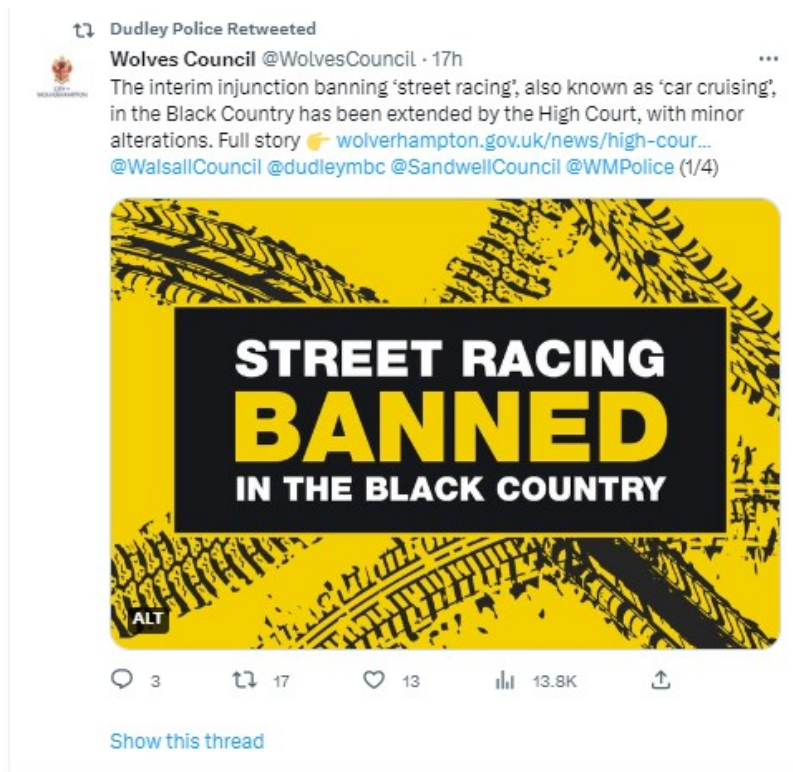 Dudley Police Retweeted
Wolves Council @WolvesCouncil · 17h
The interim injunction banning ‘street racing’, also known as ‘car cruising’,
in the Black Country has been extended by the High Court, with minor
alterations. Full story 👉 wolverhampton.gov.uk/news/high-cour...
@WalsallCouncil @dudleymbc @SandwellCouncil @WMPolice (1/4)
STREET RACING
BANNED
IN THE BLACK COUNTRY
ALT
3 17 13 13.8K
Show this thread